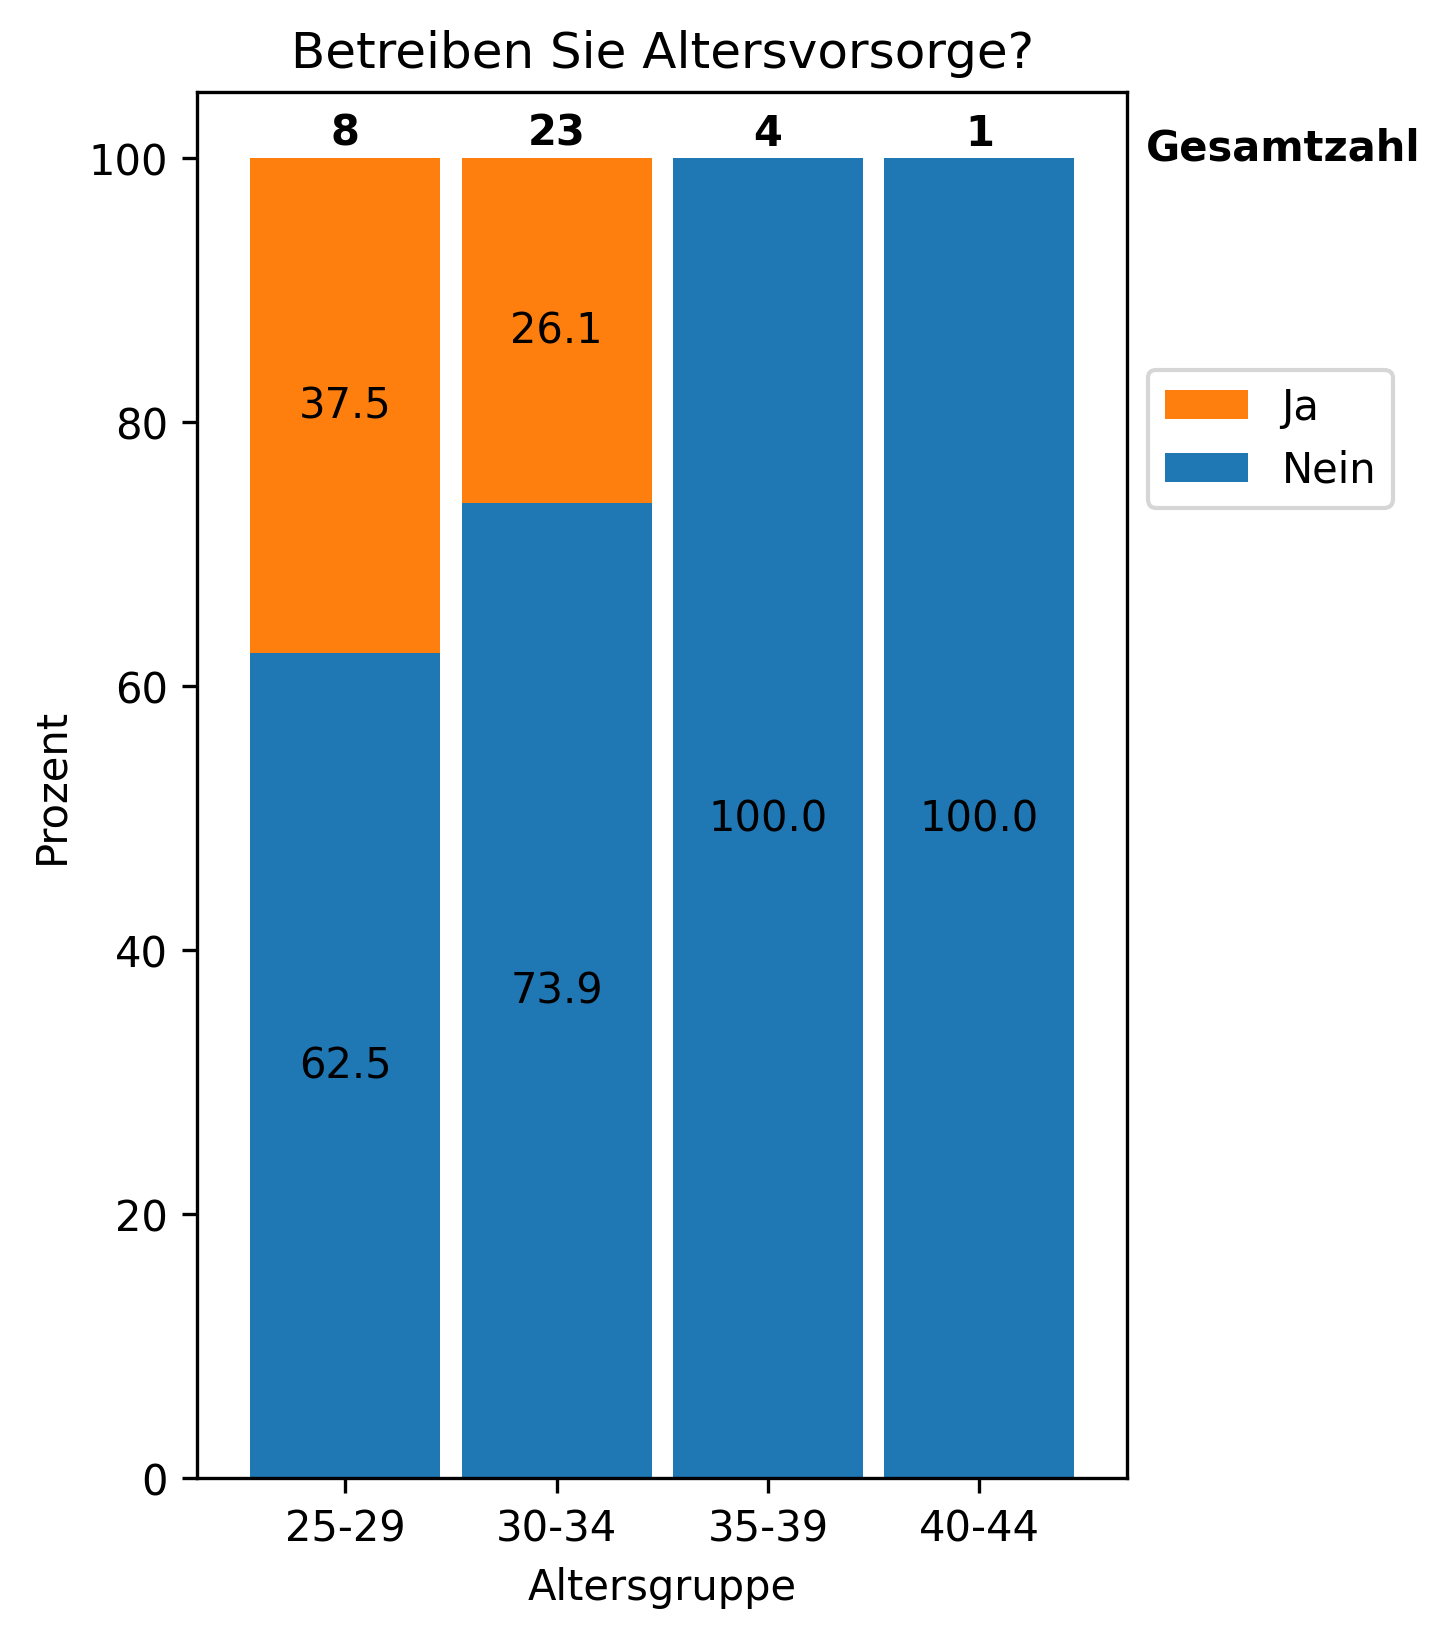 Betreiben Sie Altersvorsorge?
8 23 4 1
Gesamtzahl
100
80
60
40
20
0
Prozent
37.5
26.1
62.5
73.9
100.0
100.0
Ja
Nein
25-29 30-34 35-39 40-44
Altersgruppe